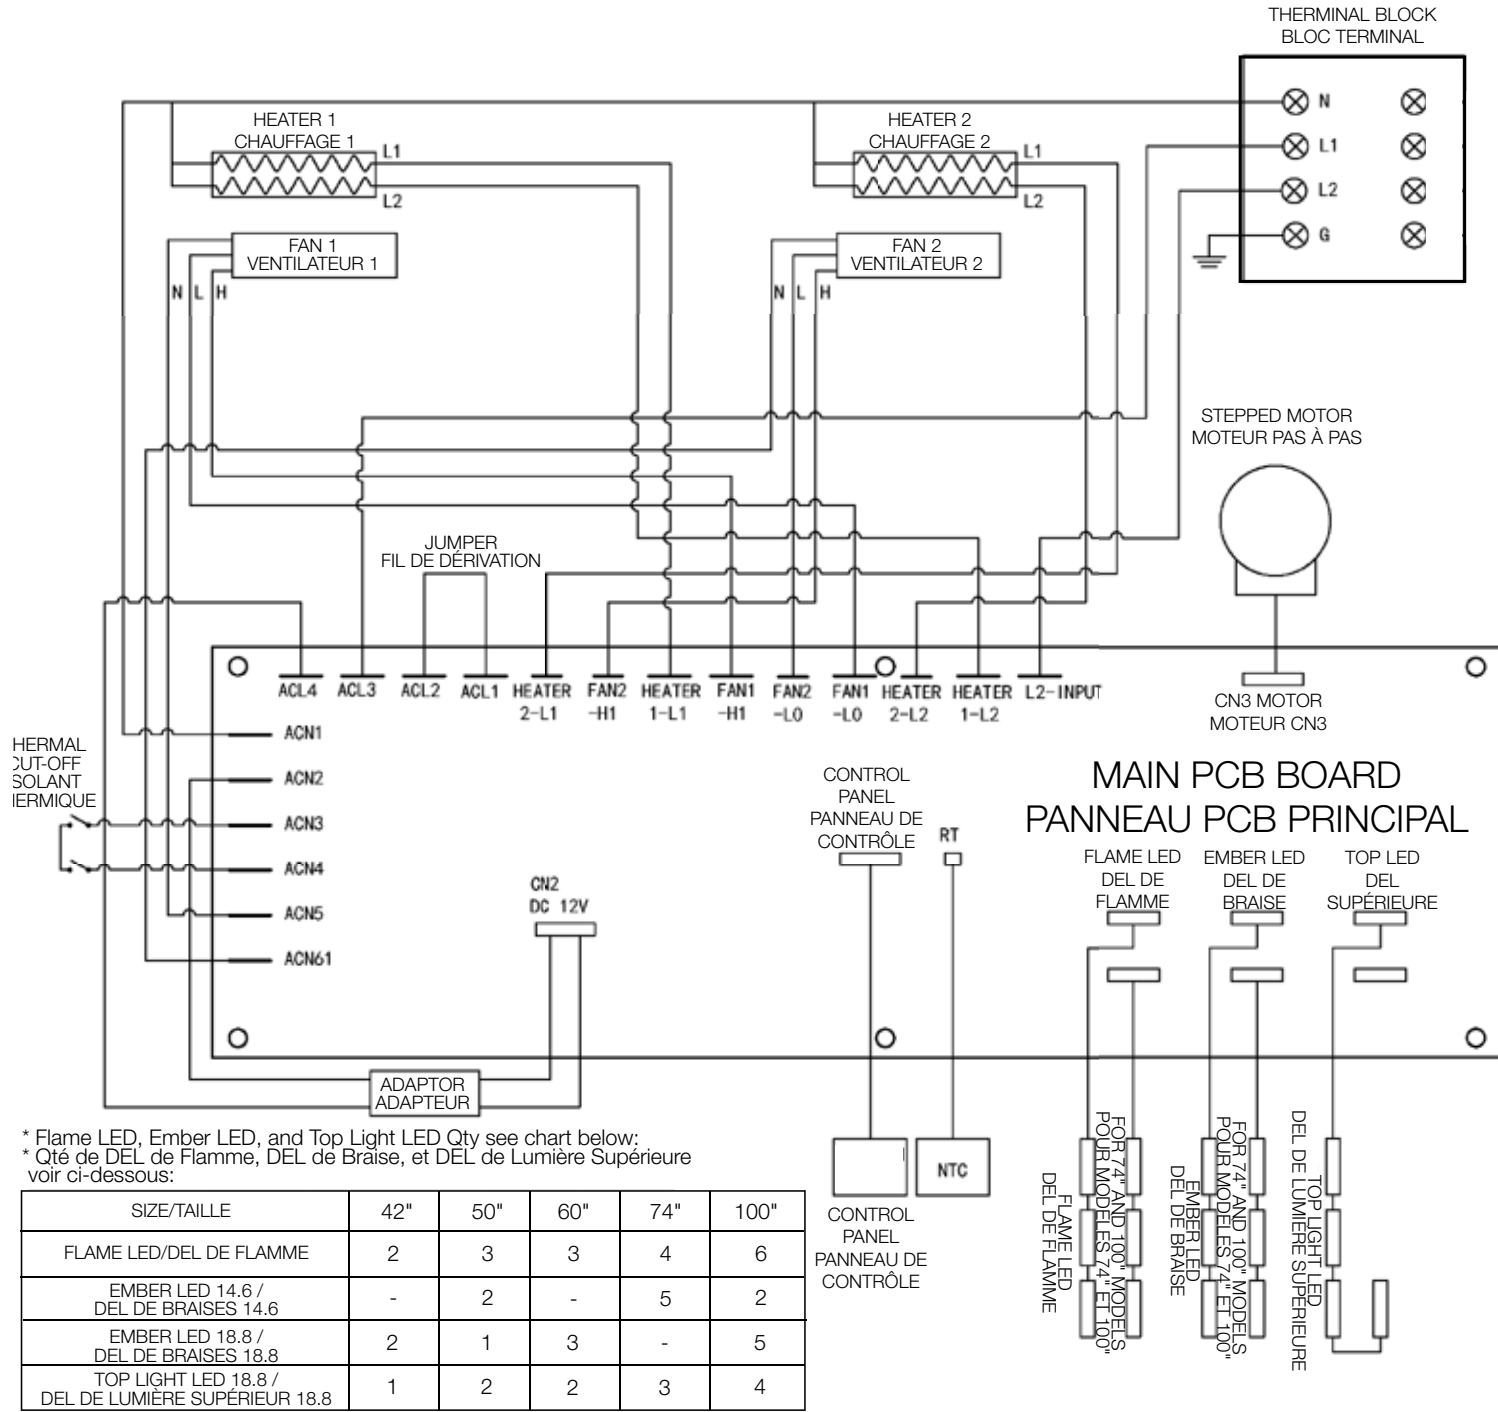 THERMINAL BLOCK
BLOC TERMINAL
N
L1
L2
G
HEATER 1
CHAUFFAGE 1
L1
L2
HEATER 2
CHAUFFAGE 2
L1
L2
FAN 1
VENTILATEUR 1
N L H
FAN 2
VENTILATEUR 2
N L H
STEPPED MOTOR
MOTEUR PAS À PAS
JUMPER
FIL DE DÉRIVATION
ACL4
ACL3
ACL2
ACL1
HEATER
2-L1
FAN2
-H1
HEATER
1-L1
FAN1
-H1
FAN2
-L0
FAN1
-L0
HEATER
2-L2
HEATER
1-L2
L2-INPUT
CN3 MOTOR
MOTEUR CN3
ACN1
ACN2
ACN3
ACN4
ACN5
ACN61
HERMAL
CUT-OFF
SOLANT
HERMIQUE
MAIN PCB BOARD
PANNEAU PCB PRINCIPAL
CONTROL
PANEL
PANNEAU DE
CONTRÔLE
RT
FLAME LED
DEL DE
FLAMME
EMBER LED
DEL DE
BRAISE
TOP LED
DEL
SUPÉRIEURE
CN2
DC 12V
ADAPTOR
ADAPTEUR
NTC
CONTROL
PANEL
PANNEAU DE
CONTRÔLE
FLAME LED
DEL DE FLAMME
FOR 74" AND 100" MODELS
POUR MODELES 74" ET 100"
EMBER LED
DEL DE BRAISE
FOR 74" AND 100" MODELS
POUR MODELES 74" ET 100"
TOP LIGHT LED
DEL DE LUMIERE SUPERIEURE
* Flame LED, Ember LED, and Top Light LED Qty see chart below:
* Qté de DEL de Flamme, DEL de Braise, et DEL de Lumière Supérieure
voir ci-dessous:
SIZE/TAILLE 42" 50" 60" 74" 100"
FLAME LED/DEL DE FLAMME 2 3 3 4 6
EMBER LED 14.6 /
DEL DE BRAISES 14.6 - 2 - 5 2
EMBER LED 18.8 /
DEL DE BRAISES 18.8 2 1 3 - 5
TOP LIGHT LED 18.8 /
DEL DE LUMIÈRE SUPÉRIEUR 18.8 1 2 2 3 4